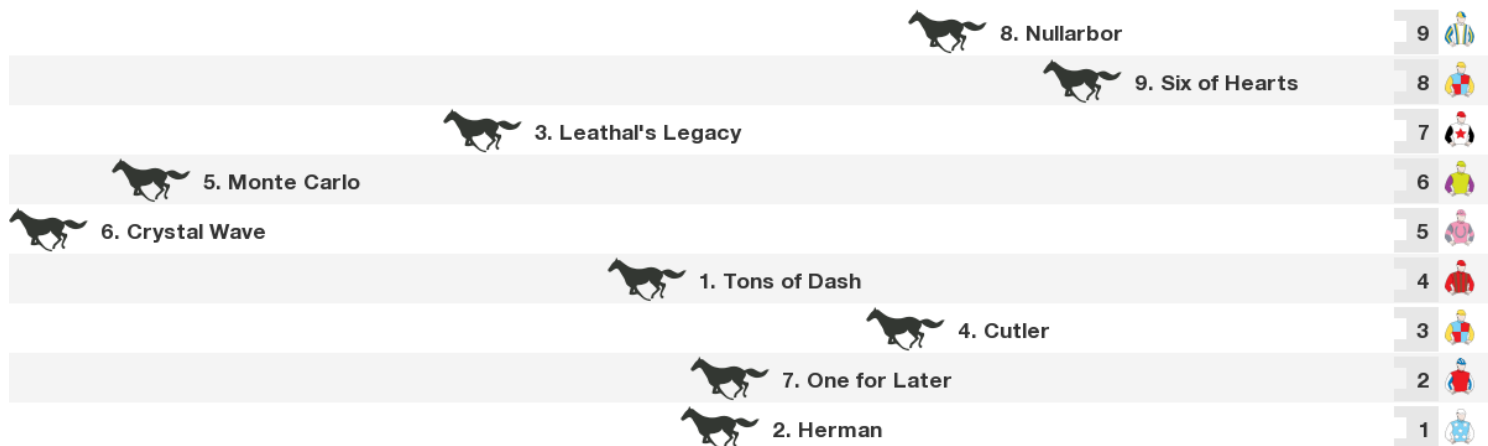 8. Nullarbor 9
9. Six of Hearts 8
3. Leathal's Legacy 7
5. Monte Carlo 6
6. Crystal Wave 5
1. Tons of Dash 4
4. Cutler 3
7. One for Later 2
2. Herman 1